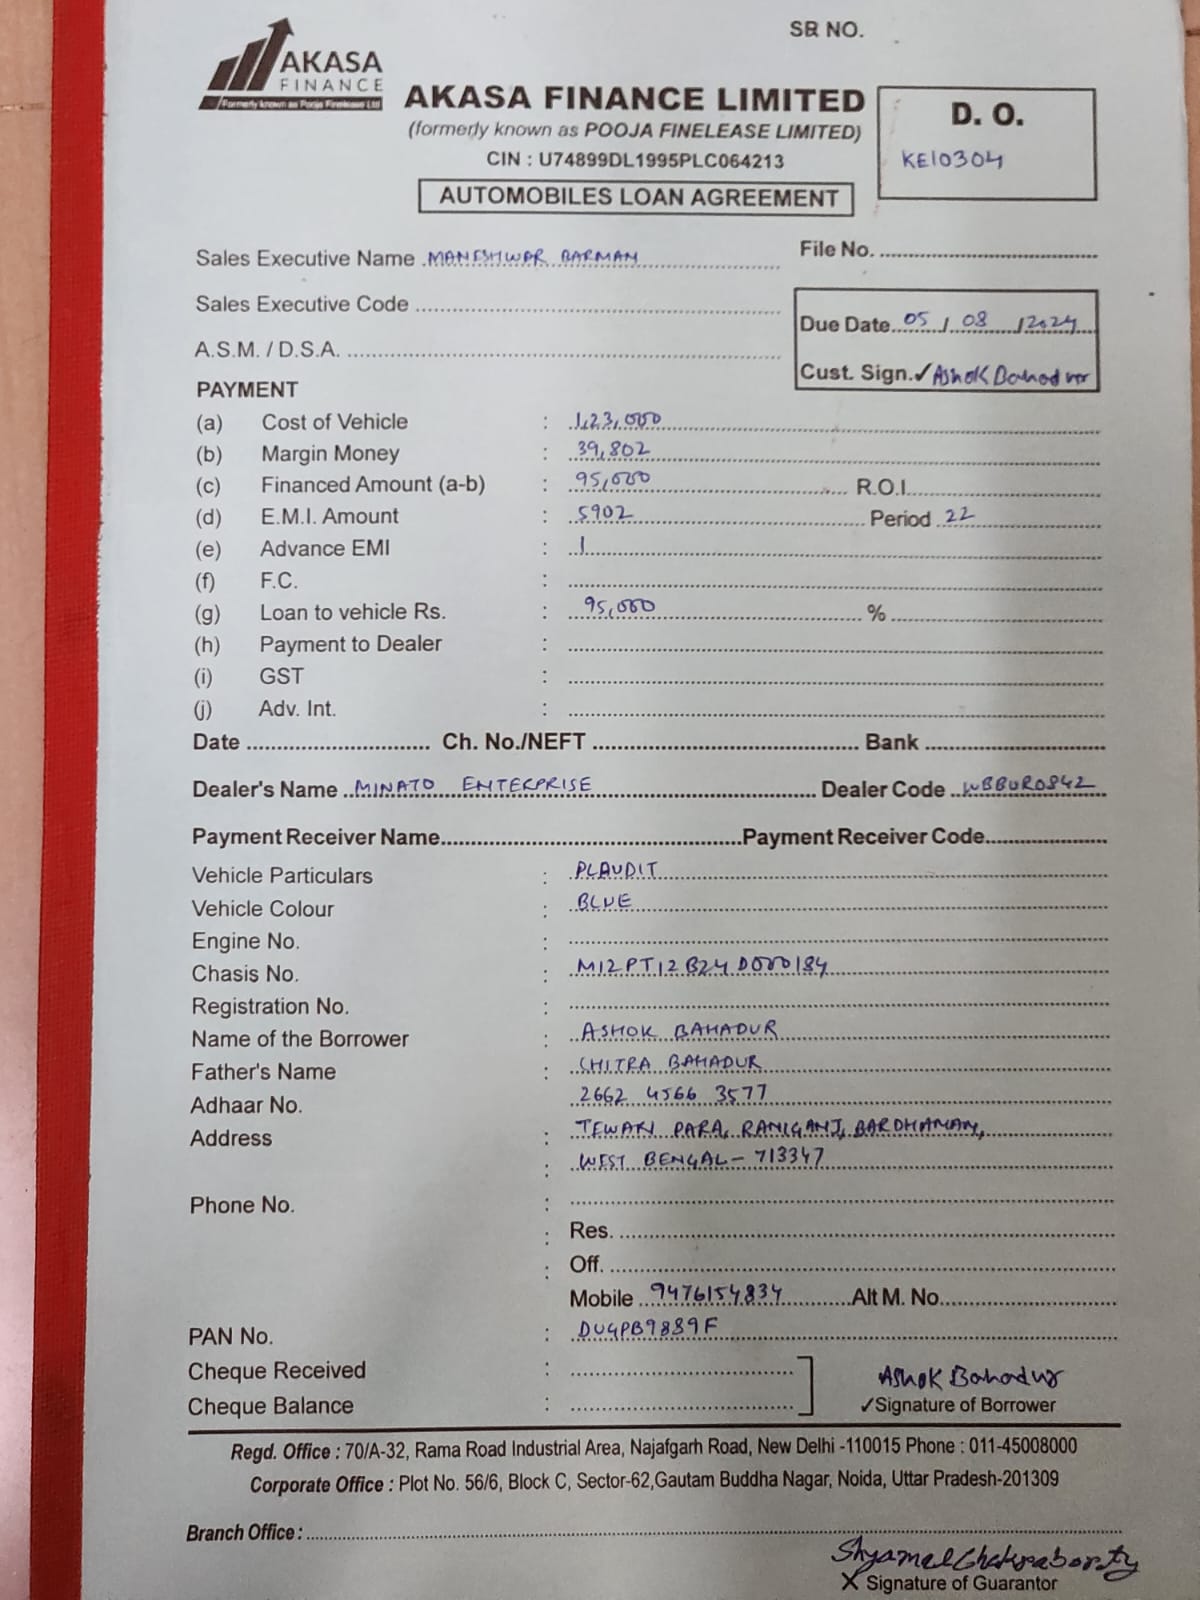 SR NO.
AKASA
FINANCE
Formerly known as Pooja Finelease Ltd
AKASA FINANCE LIMITED
(formerly known as POOJA FINELEASE LIMITED)
CIN : U74899DL1995PLC064213
AUTOMOBILES LOAN AGREEMENT
D. O.
KE10304
Sales Executive Name MANESHWAR BARMAN
File No.
Sales Executive Code
Due Date 05/08/2024
A.S.M. / D.S.A.
Cust. Sign.✓ Ashok Bahadur
PAYMENT
(a) Cost of Vehicle : 1,23,000
(b) Margin Money : 39,802
(c) Financed Amount (a-b) : 95,000 R.O.I.
(d) E.M.I. Amount : 5902 Period 22
(e) Advance EMI : 1
(f) F.C. :
(g) Loan to vehicle Rs. : 95,000 %
(h) Payment to Dealer :
(i) GST :
(j) Adv. Int. :
Date Ch. No./NEFT Bank
Dealer's Name MINATO ENTERPRISE Dealer Code WBBUR0842
Payment Receiver Name Payment Receiver Code
Vehicle Particulars : PLAUDIT
Vehicle Colour : BLUE
Engine No. :
Chasis No. : M12PT12B24D000184
Registration No. :
Name of the Borrower : ASHOK BAHADUR
Father's Name : CHITRA BAHADUR
Adhaar No. 2662 4566 3577
Address : TEWARI PARA, RANIGANJ, BARDHAMAN,
: WEST BENGAL - 713347
Phone No. :
: Res.
: Off.
Mobile 9476154834 Alt M. No.
PAN No. : DUGPB9889F
Cheque Received :
Cheque Balance :
Ashok Bahadur
✓Signature of Borrower
Regd. Office : 70/A-32, Rama Road Industrial Area, Najafgarh Road, New Delhi -110015 Phone : 011-45008000
Corporate Office : Plot No. 56/6, Block C, Sector-62,Gautam Buddha Nagar, Noida, Uttar Pradesh-201309
Branch Office :
Shyamal Chakraborty
X Signature of Guarantor